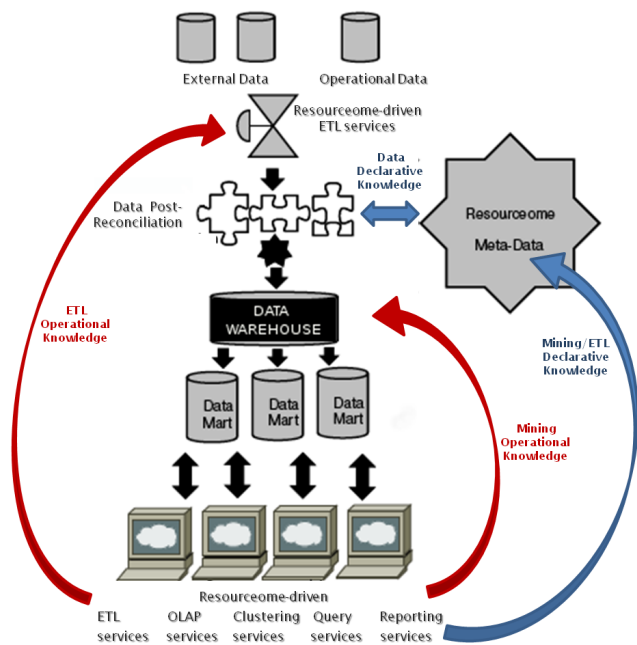 External Data
Operational Data
Resourceome-driven
ETL services
Data
Declarative
Knowledge
Data Post-
Reconciliation
Resourceome
Meta-Data
ETL
Operational
Knowledge
DATA
WAREHOUSE
Mining/ETL
Declarative
Knowledge
Data
Mart
Data
Mart
Data
Mart
Mining
Operational
Knowledge
Resourceome-driven
ETL
services
OLAP
services
Clustering
services
Query
services
Reporting
services